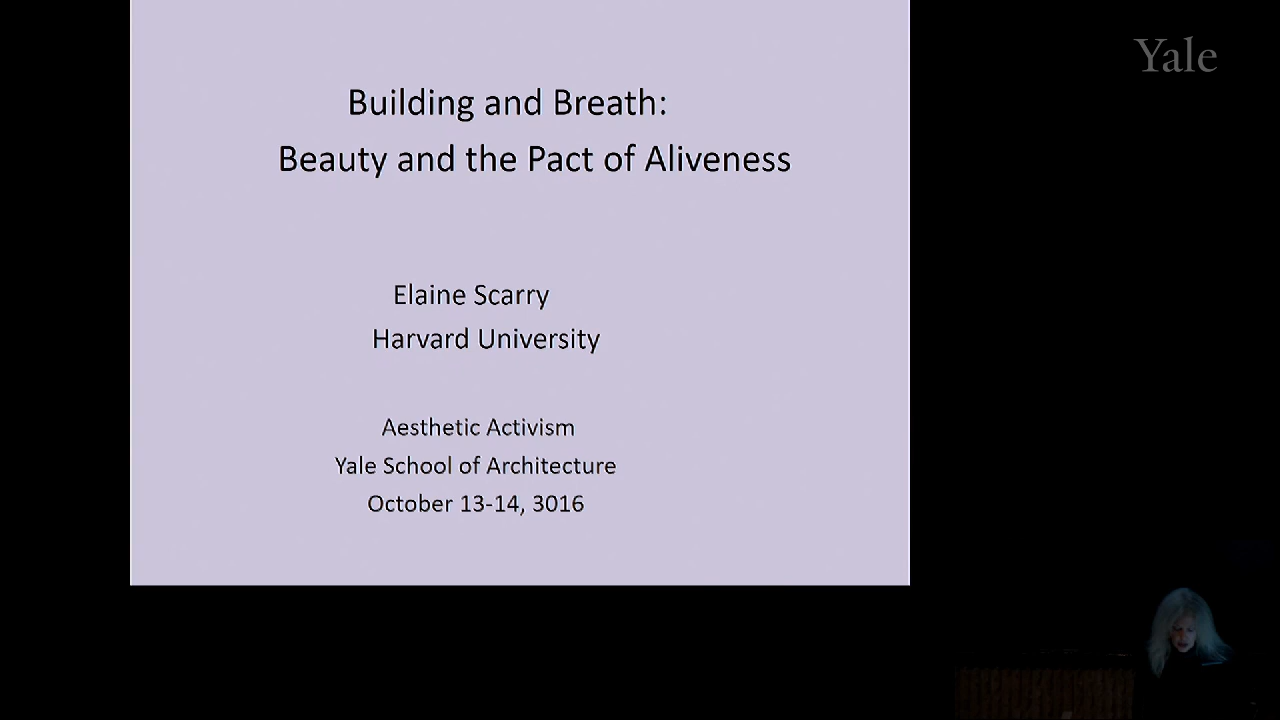 Yale
Building and Breath:
Beauty and the Pact of Aliveness
Elaine Scarry
Harvard University
Aesthetic Activism
Yale School of Architecture
October 13-14, 3016